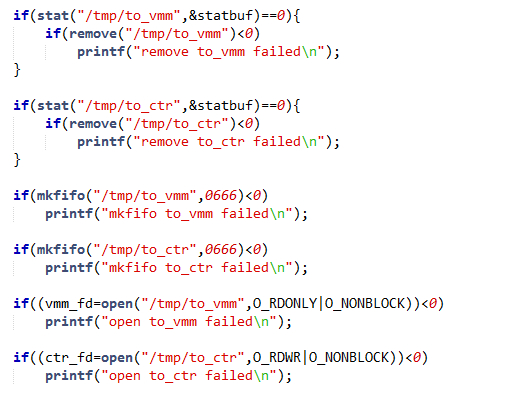 if(stat("/tmp/to_vmm",&statbuf)==0){
    if(remove("/tmp/to_vmm")<0)
        printf("remove to_vmm failed\n");
}

if(stat("/tmp/to_ctr",&statbuf)==0){
    if(remove("/tmp/to_ctr")<0)
        printf("remove to_ctr failed\n");
}

if(mkfifo("/tmp/to_vmm",0666)<0)
    printf("mkfifo to_vmm failed\n");

if(mkfifo("/tmp/to_ctr",0666)<0)
    printf("mkfifo to_ctr failed\n");

if((vmm_fd=open("/tmp/to_vmm",O_RDONLY|O_NONBLOCK))<0)
    printf("open to_vmm failed\n");

if((ctr_fd=open("/tmp/to_ctr",O_RDWR|O_NONBLOCK))<0)
    printf("open to_ctr failed\n");